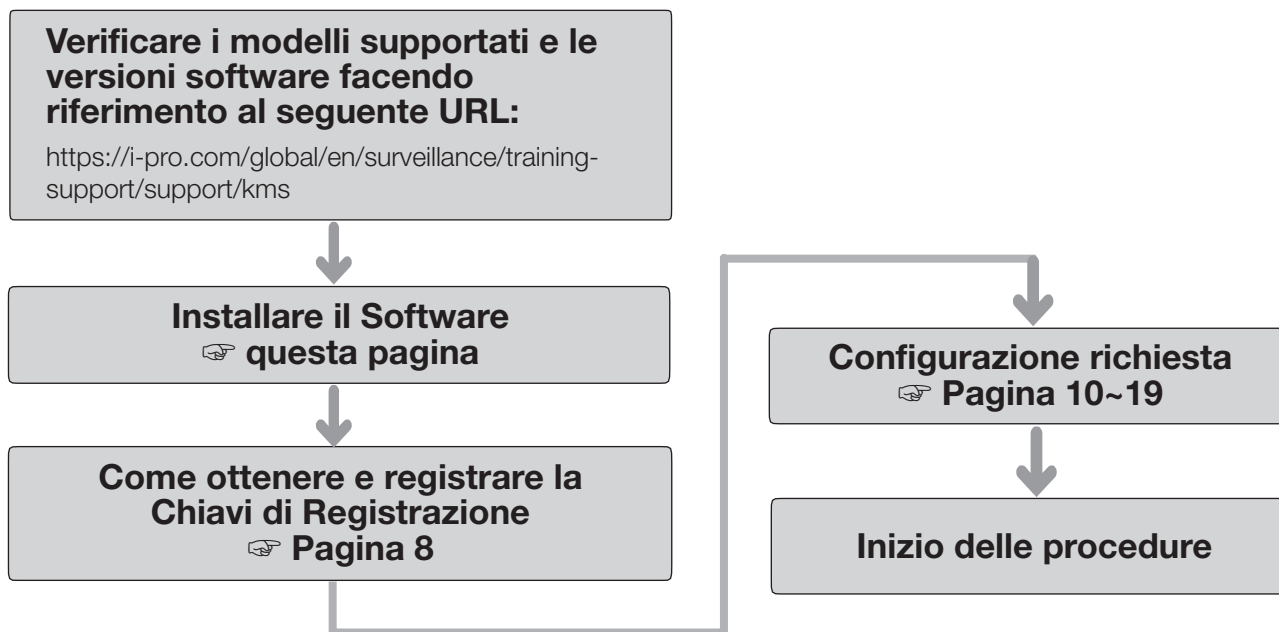 Verificare i modelli supportati e le
versioni software facendo
riferimento al seguente URL:
https://i-pro.com/global/en/surveillance/training-
support/support/kms
Installare il Software
☞ questa pagina
Come ottenere e registrare la
Chiavi di Registrazione
☞ Pagina 8
Configurazione richiesta
☞ Pagina 10~19
Inizio delle procedure